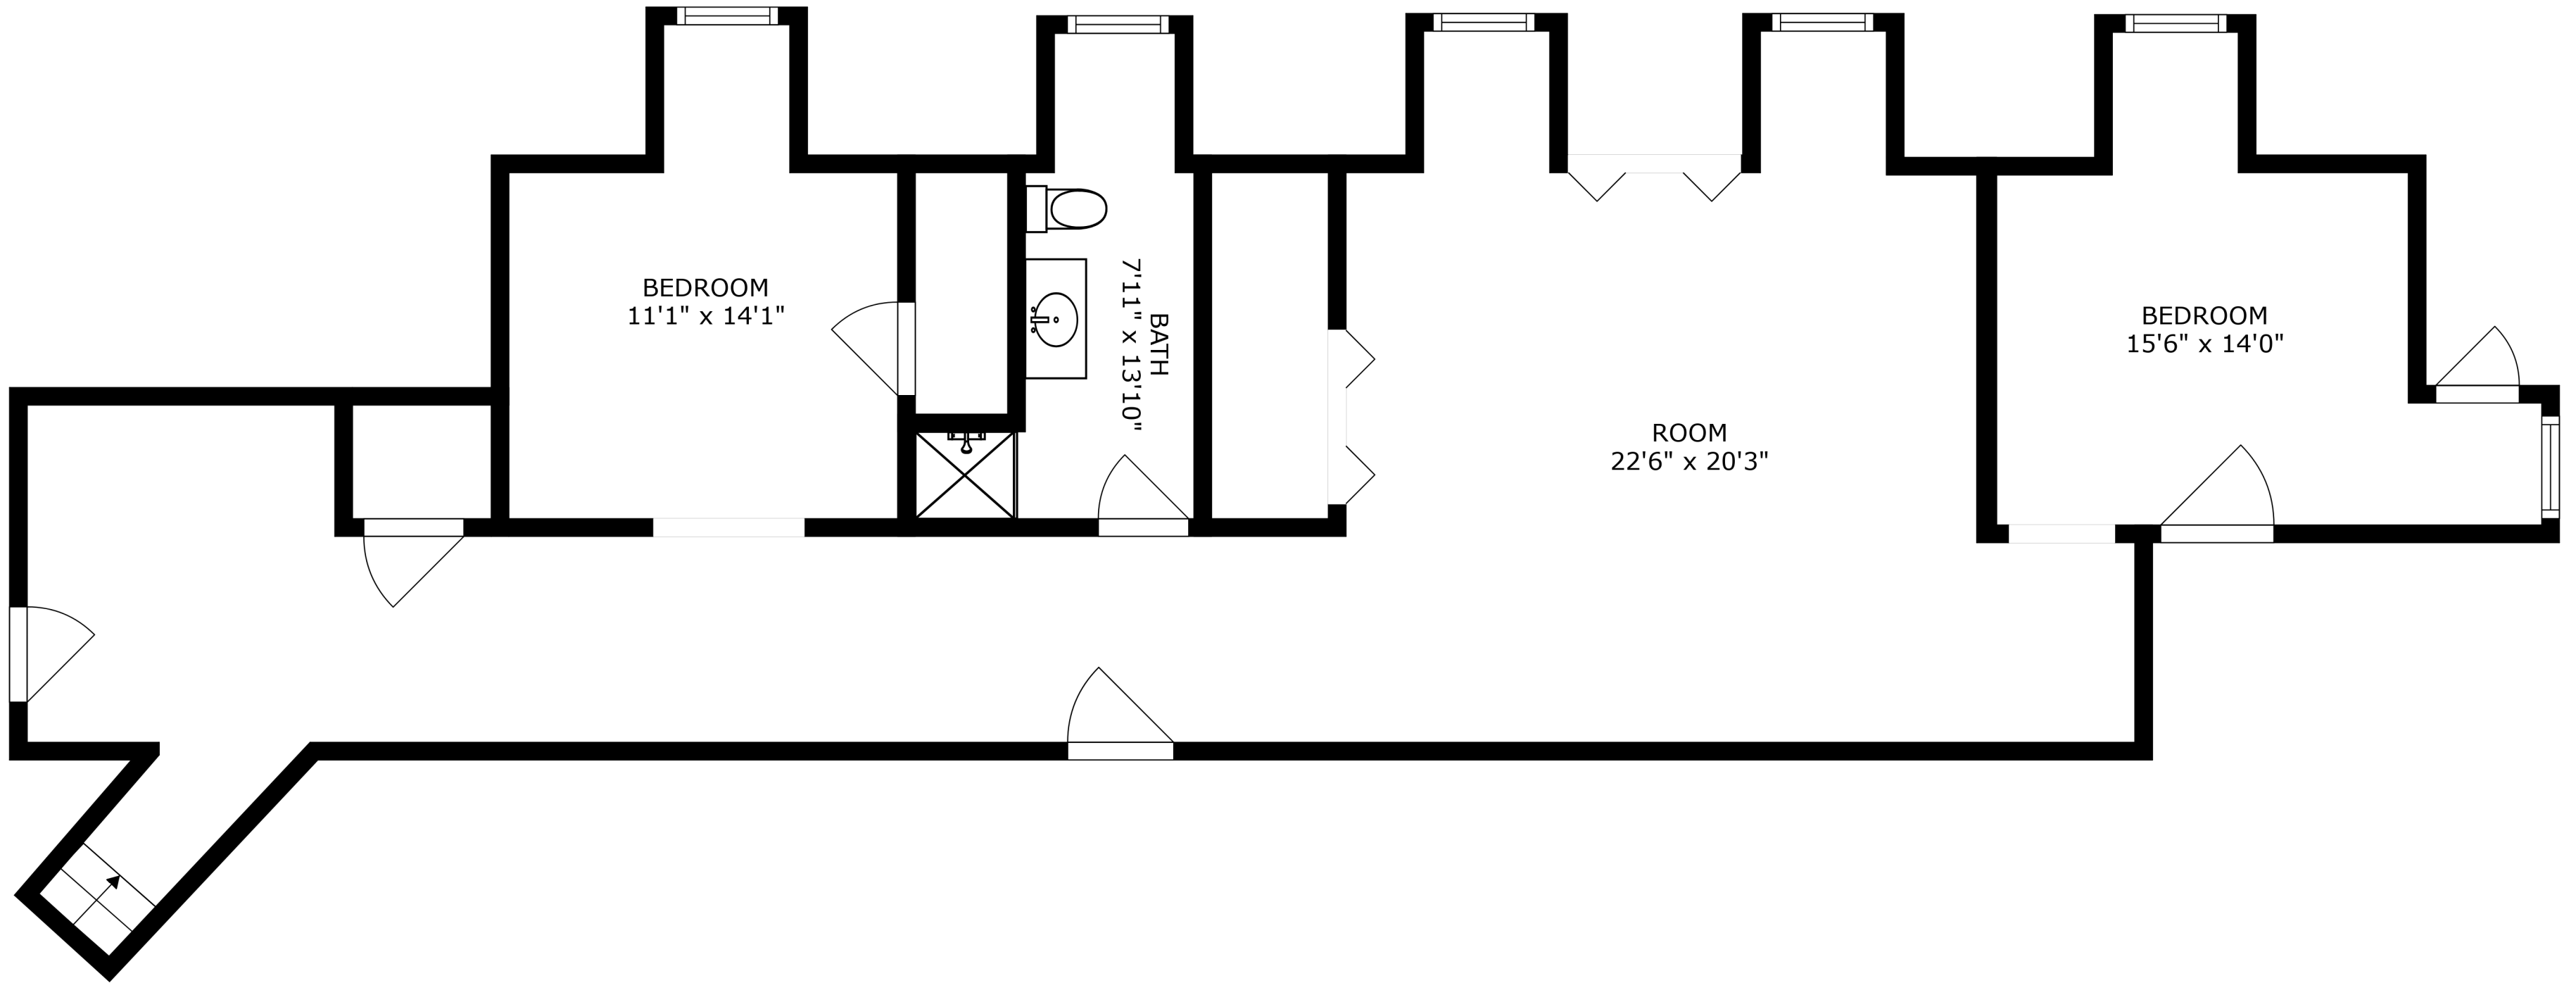 BEDROOM
11'1" x 14'1"
BATH
7'11" x 13'10"
ROOM
22'6" x 20'3"
BEDROOM
15'6" x 14'0"